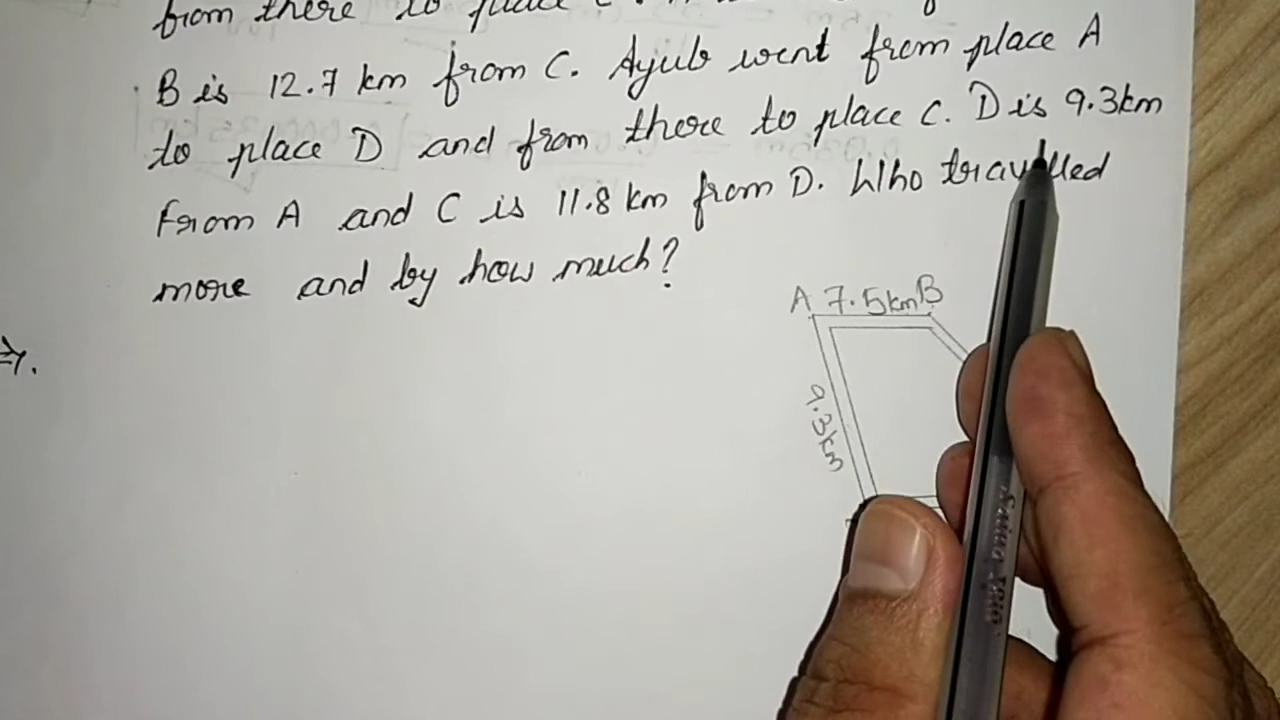 from there to place C.
B is 12.7 km from C. Ayub went from place A
to place D and from there to place C. D is 9.3km
From A and C is 11.8 km from D. Who travelled
more and by how much?
A 7.5km B
⇒.
9.3km